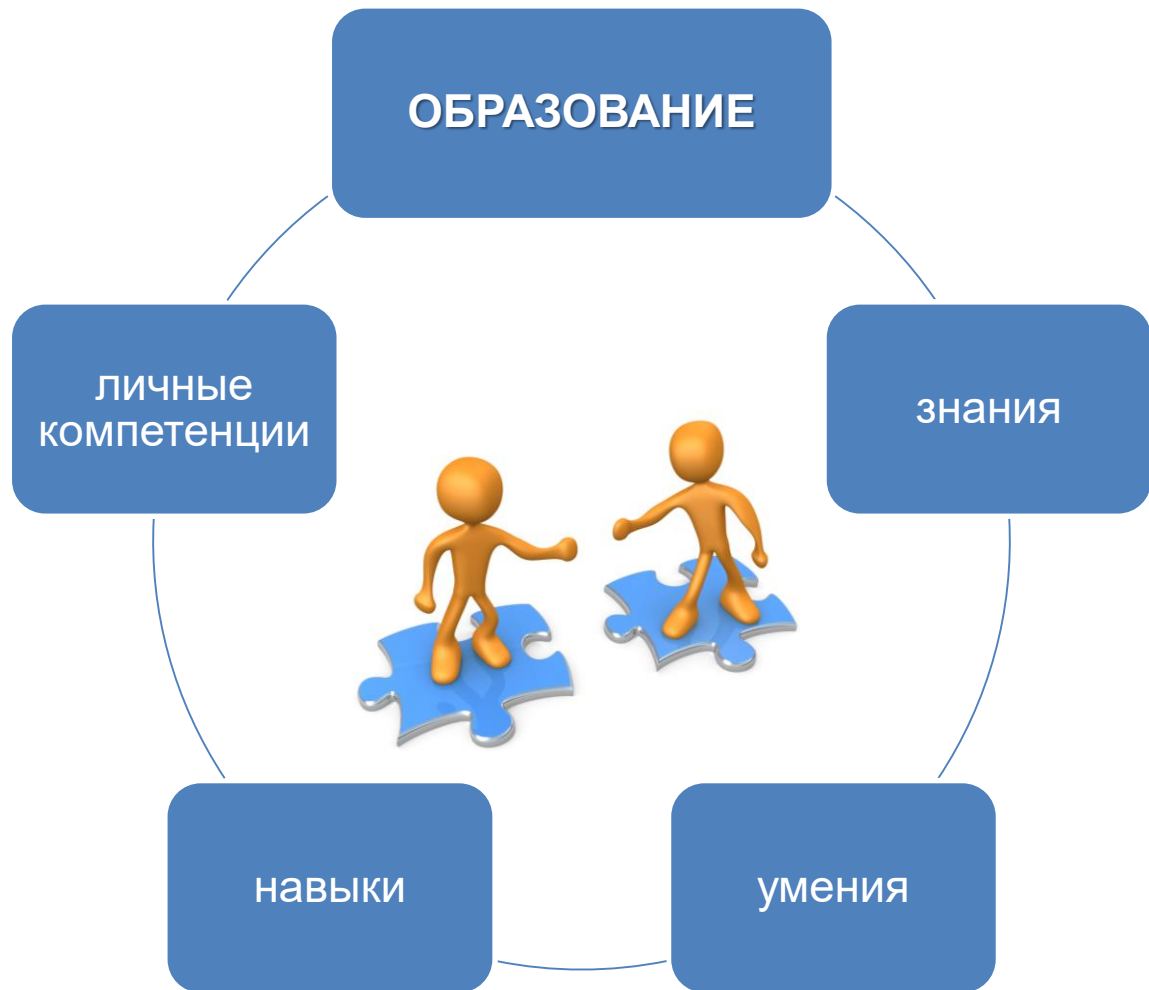 ОБРАЗОВАНИЕ
личные
компетенции
знания
навыки
умения